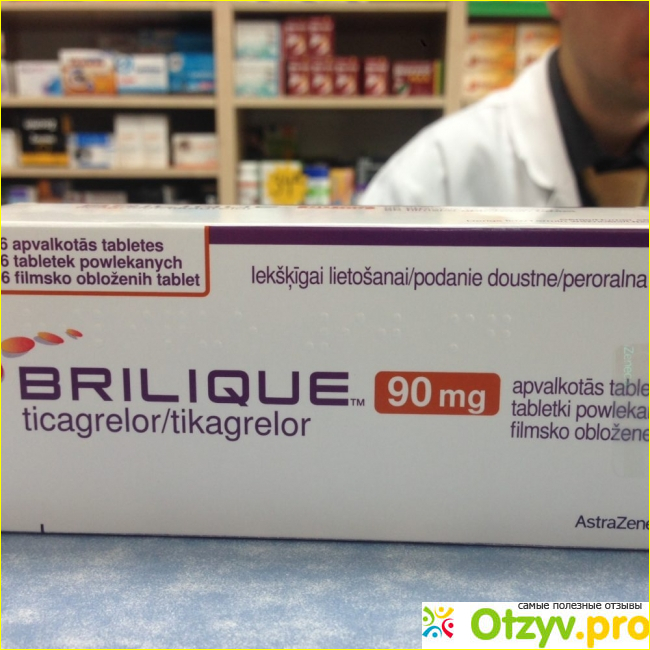 6 apvalkotās tabletes
6 tabletek powlekanych
6 filmsko obloženih tablet
Iekšķīgai lietošanai/podanie doustne/peroralna
BRILIQUE™ 90 mg
ticagrelor/tikagrelor
apvalkotās table
tabletki powleka
filmsko obložene
AstraZene
самые полезные отзывы
Otzyv.pro